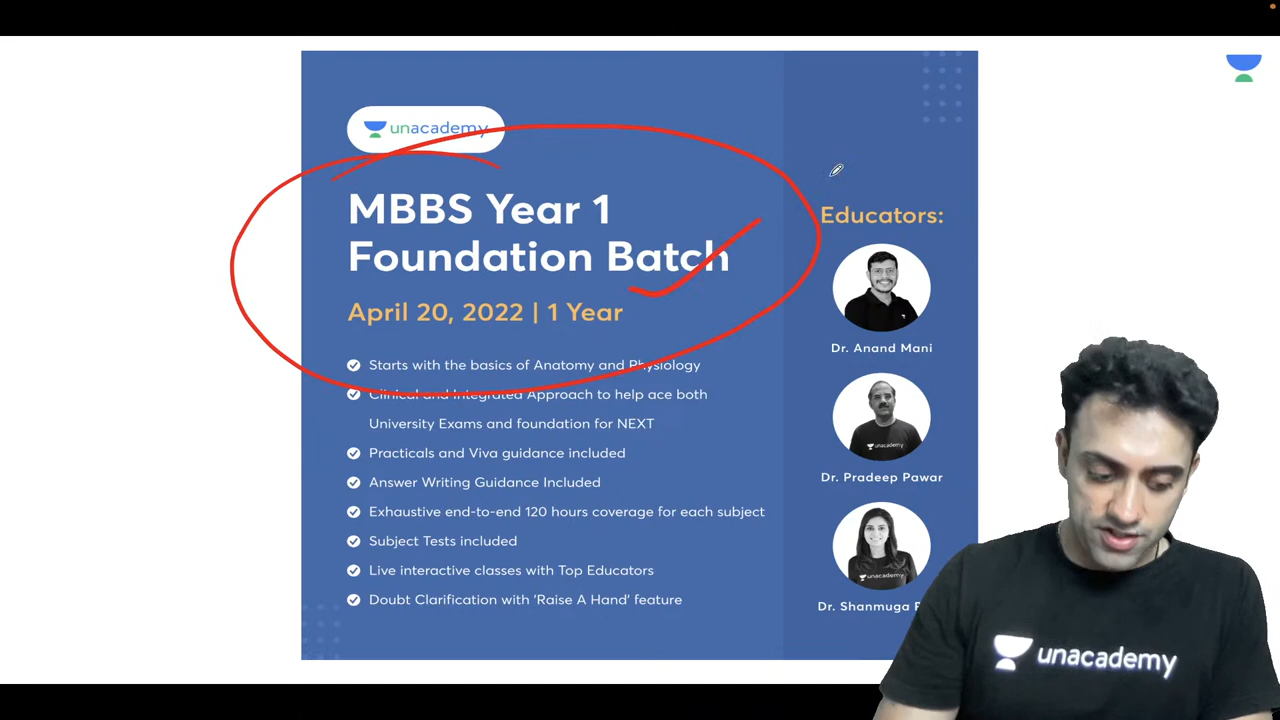 unacademy
MBBS Year 1
Foundation Batch
April 20, 2022 | 1 Year
Starts with the basics of Anatomy and Physiology
Clinical and Integrated Approach to help ace both
University Exams and foundation for NEXT
Practicals and Viva guidance included
Answer Writing Guidance Included
Exhaustive end-to-end 120 hours coverage for each subject
Subject Tests included
Live interactive classes with Top Educators
Doubt Clarification with 'Raise A Hand' feature
Educators:
Dr. Anand Mani
unacademy
Dr. Pradeep Pawar
unacademy
Dr. Shanmuga
unacademy